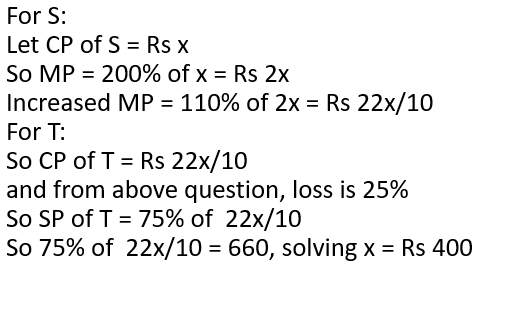 For S:
Let CP of S = Rs x
So MP = 200% of x = Rs 2x
Increased MP = 110% of 2x = Rs 22x/10
For T:
So CP of T = Rs 22x/10
and from above question, loss is 25%
So SP of T = 75% of  22x/10
So 75% of  22x/10 = 660, solving x = Rs 400